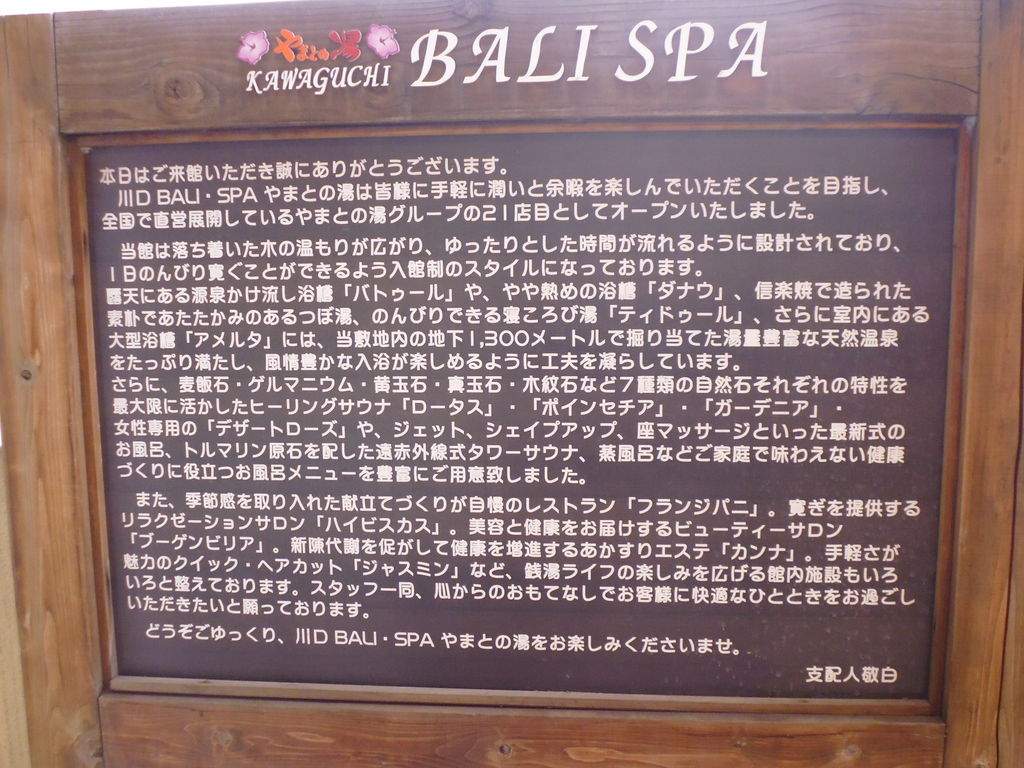 やまとの湯
KAWAGUCHI BALI SPA
本日はご来館いただき誠にありがとうございます。
川口 BALI・SPA やまとの湯は皆様に手軽に潤いと余暇を楽しんでいただくことを目指し、
全国で直営展開しているやまとの湯グループの21店目としてオープンいたしました。
当館は落ち着いた木の温もりが広がり、ゆったりとした時間が流れるように設計されており、
1日のんびり寛ぐことができるよう入館制のスタイルになっております。
露天にある源泉かけ流し浴槽「バトゥール」や、やや熱めの浴槽「ダナウ」、信楽焼で造られた
素朴であたたかみのあるつぼ湯、のんびりできる寝ころび湯「ティドゥール」、さらに室内にある
大型浴槽「アメルタ」には、当敷地内の地下1,300メートルで掘り当てた湯量豊富な天然温泉
をたっぷり満たし、風情豊かな入浴が楽しめるように工夫を凝らしています。
さらに、麦飯石・ゲルマニウム・黄玉石・真玉石・木紋石など7種類の自然石それぞれの特性を
最大限に活かしたヒーリングサウナ「ロータス」・「ポインセチア」・「ガーデニア」・
女性専用の「デザートローズ」や、ジェット、シェイプアップ、座マッサージといった最新式の
お風呂、トルマリン原石を配した遠赤外線式タワーサウナ、蒸風呂などご家庭で味わえない健康
づくりに役立つお風呂メニューを豊富にご用意致しました。
また、季節感を取り入れた献立てづくりが自慢のレストラン「フランジパニ」。寛ぎを提供する
リラクゼーションサロン「ハイビスカス」。美容と健康をお届けするビューティーサロン
「ブーゲンビリア」。新陳代謝を促がして健康を増進するあかすりエステ「カンナ」。手軽さが
魅力のクイック・ヘアカット「ジャスミン」など、銭湯ライフの楽しみを広げる館内施設もいろ
いろと整えております。スタッフ一同、心からのおもてなしでお客様に快適なひとときをお過ごし
いただきたいと願っております。
どうぞごゆっくり、川口 BALI・SPA やまとの湯をお楽しみくださいませ。
支配人敬白